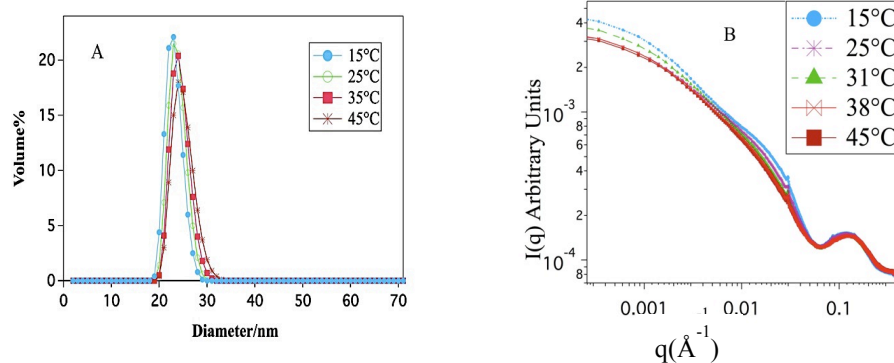 A
15°C
25°C
35°C
45°C
Volume%
20
15
10
5
0
0 10 20 30 40 50 60 70
Diameter/nm
B
15°C
25°C
31°C
38°C
45°C
I(q) Arbitrary Units
4
2
10⁻³
8
6
4
2
10⁻⁴
8
0.001 0.01 0.1
q(Å⁻¹)